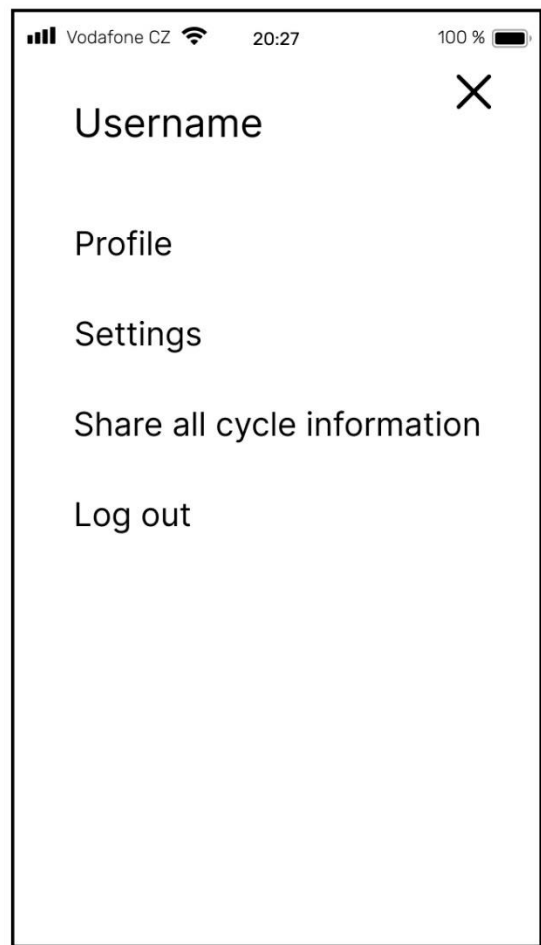 Vodafone CZ 20:27 100 %
Username
Profile
Settings
Share all cycle information
Log out